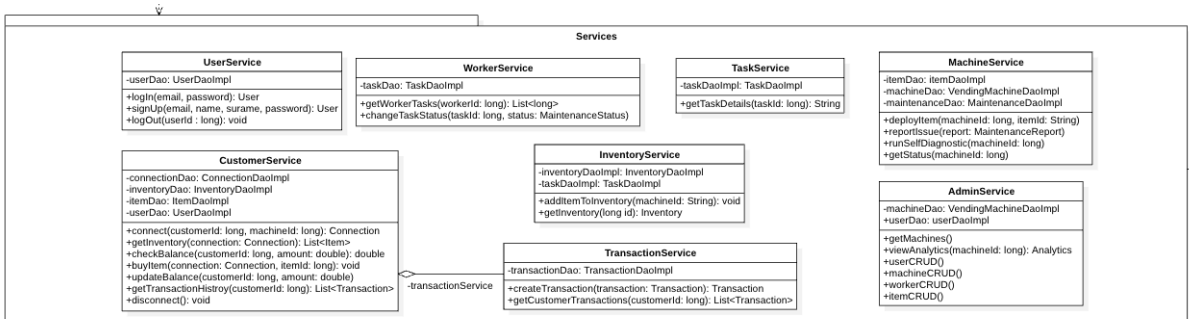 Services
UserService
-userDao: UserDaoImpl
+logIn(email, password): User
+signUp(email, name, surame, password): User
+logOut(userId : long): void
WorkerService
-taskDao: TaskDaoImpl
+getWorkerTasks(workerId: long): List<long>
+changeTaskStatus(taskId: long, status: MaintenanceStatus)
TaskService
-taskDaoImpl: TaskDaoImpl
+getTaskDetails(taskId: long): String
MachineService
-itemDao: itemDaoImpl
-machineDao: VendingMachineDaoImpl
-maintenanceDao: MaintenanceDaoImpl
+deployItem(machineId: long, itemId: String)
+reportIssue(report: MaintenanceReport)
+runSelfDiagnostic(machineId: long)
+getStatus(machineId: long)
CustomerService
-connectionDao: ConnectionDaoImpl
-inventoryDao: InventoryDaoImpl
-itemDao: ItemDaoImpl
-userDao: UserDaoImpl
+connect(customerId: long, machineId: long): Connection
+getInventory(connection: Connection): List<Item>
+checkBalance(customerId: long, amount: double): double
+buyItem(connection: Connection, itemId: long): void
+updateBalance(customerId: long, amount: double)
+getTransactionHistroy(customerId: long): List<Transaction>
+disconnect(): void
InventoryService
-inventoryDaoImpl: InventoryDaoImpl
-taskDaoImpl: TaskDaoImpl
+addItemToInventory(machineId: String): void
+getInventory(long id): Inventory
-transactionService
TransactionService
-transactionDao: TransactionDaoImpl
+createTransaction(transaction: Transaction): Transaction
+getCustomerTransactions(customerId: long): List<Transaction>
AdminService
-machineDao: VendingMachineDaoImpl
+userDao: userDaoImpl
+getMachines()
+viewAnalytics(machineId: long): Analytics
+userCRUD()
+machineCRUD()
+workerCRUD()
+itemCRUD()